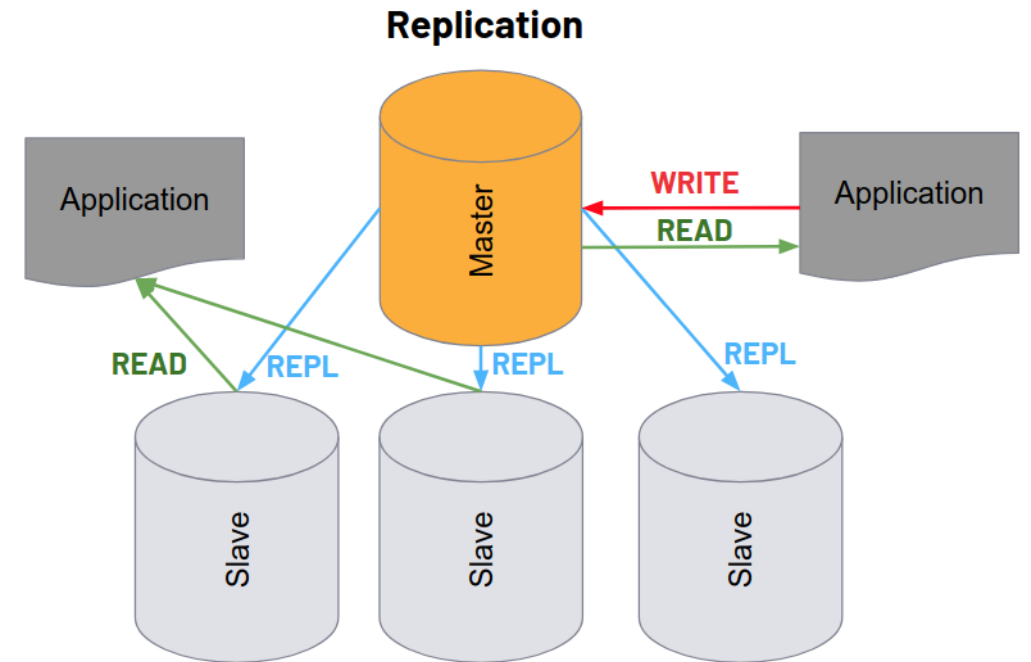 Replication
Application
Master
WRITE
READ
Application
READ
REPL
REPL
REPL
Slave
Slave
Slave